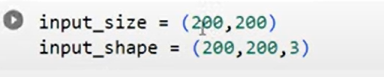 input_size = (200,200)
input_shape = (200,200,3)